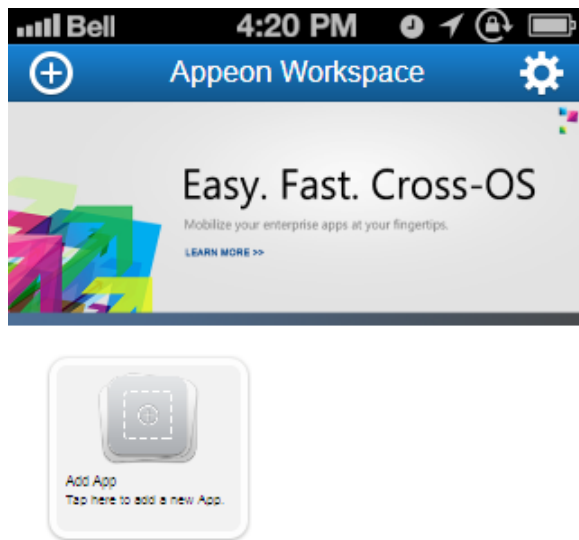 Bell 4:20 PM
Appeon Workspace
Easy. Fast. Cross-OS
Mobilize your enterprise apps at your fingertips.
LEARN MORE >>
Add App
Tap here to add a new App.